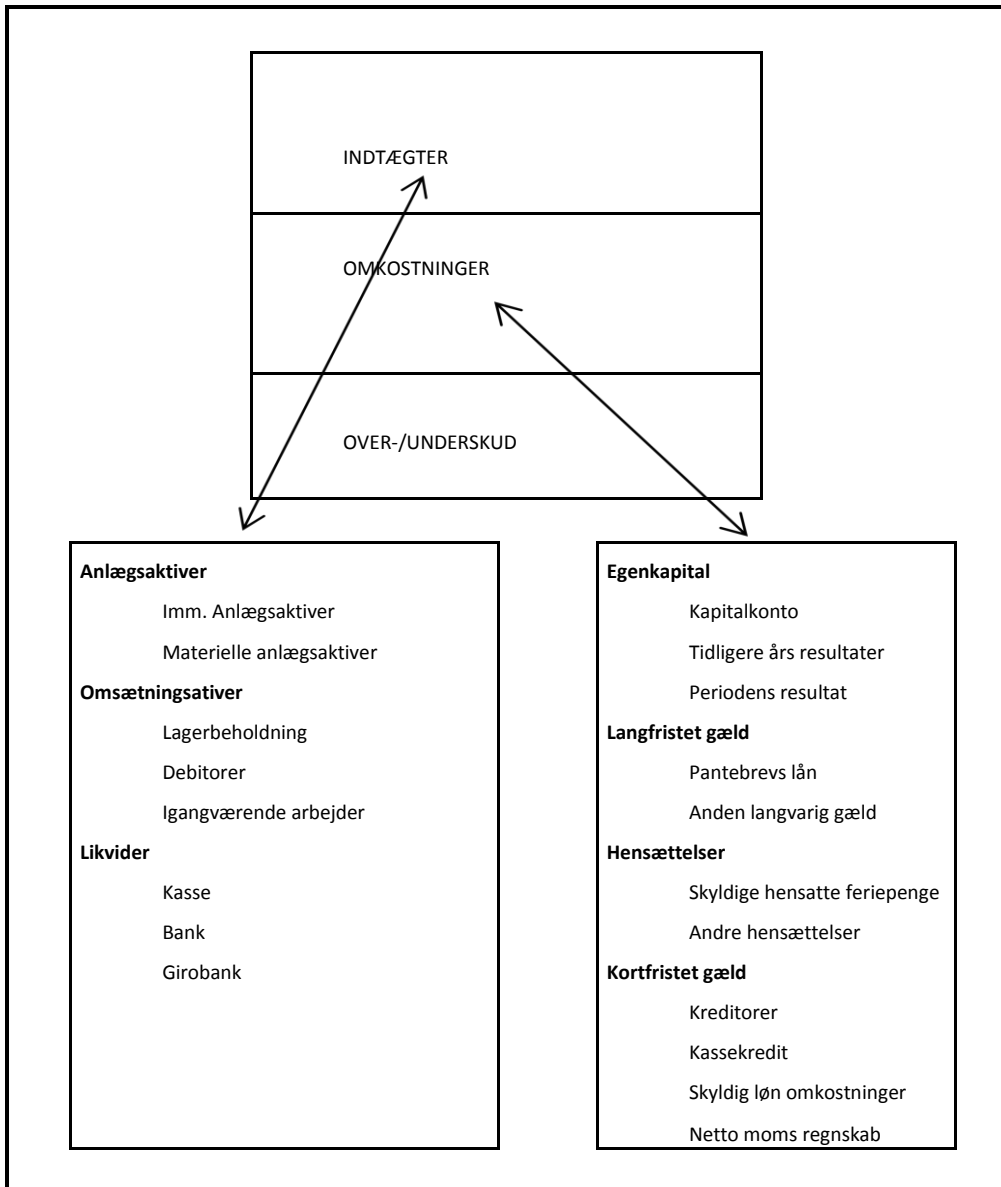 INDTÆGTER
OMKOSTNINGER
OVER-/UNDERSKUD
Anlægsaktiver
Imm. Anlægsaktiver
Materielle anlægsaktiver
Omsætningsativer
Lagerbeholdning
Debitorer
Igangværende arbejder
Likvider
Kasse
Bank
Girobank
Egenkapital
Kapitalkonto
Tidligere års resultater
Periodens resultat
Langfristet gæld
Pantebrevs lån
Anden langvarig gæld
Hensættelser
Skyldige hensatte feriepenge
Andre hensættelser
Kortfristet gæld
Kreditorer
Kassekredit
Skyldig løn omkostninger
Netto moms regnskab